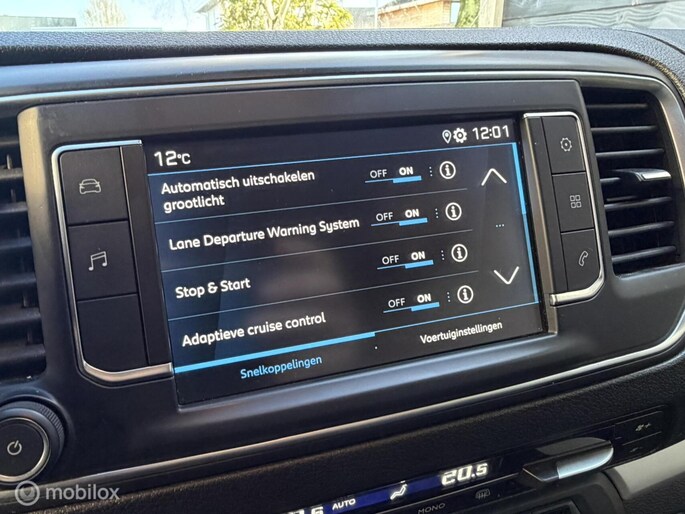 12°C
12:01
Automatisch uitschakelen
grootlicht
OFF ON
Lane Departure Warning System
OFF ON
Stop & Start
OFF ON
Adaptieve cruise control
OFF ON
Snelkoppelingen
Voertuiginstellingen
AUTO
20.5
MONO
mobilox